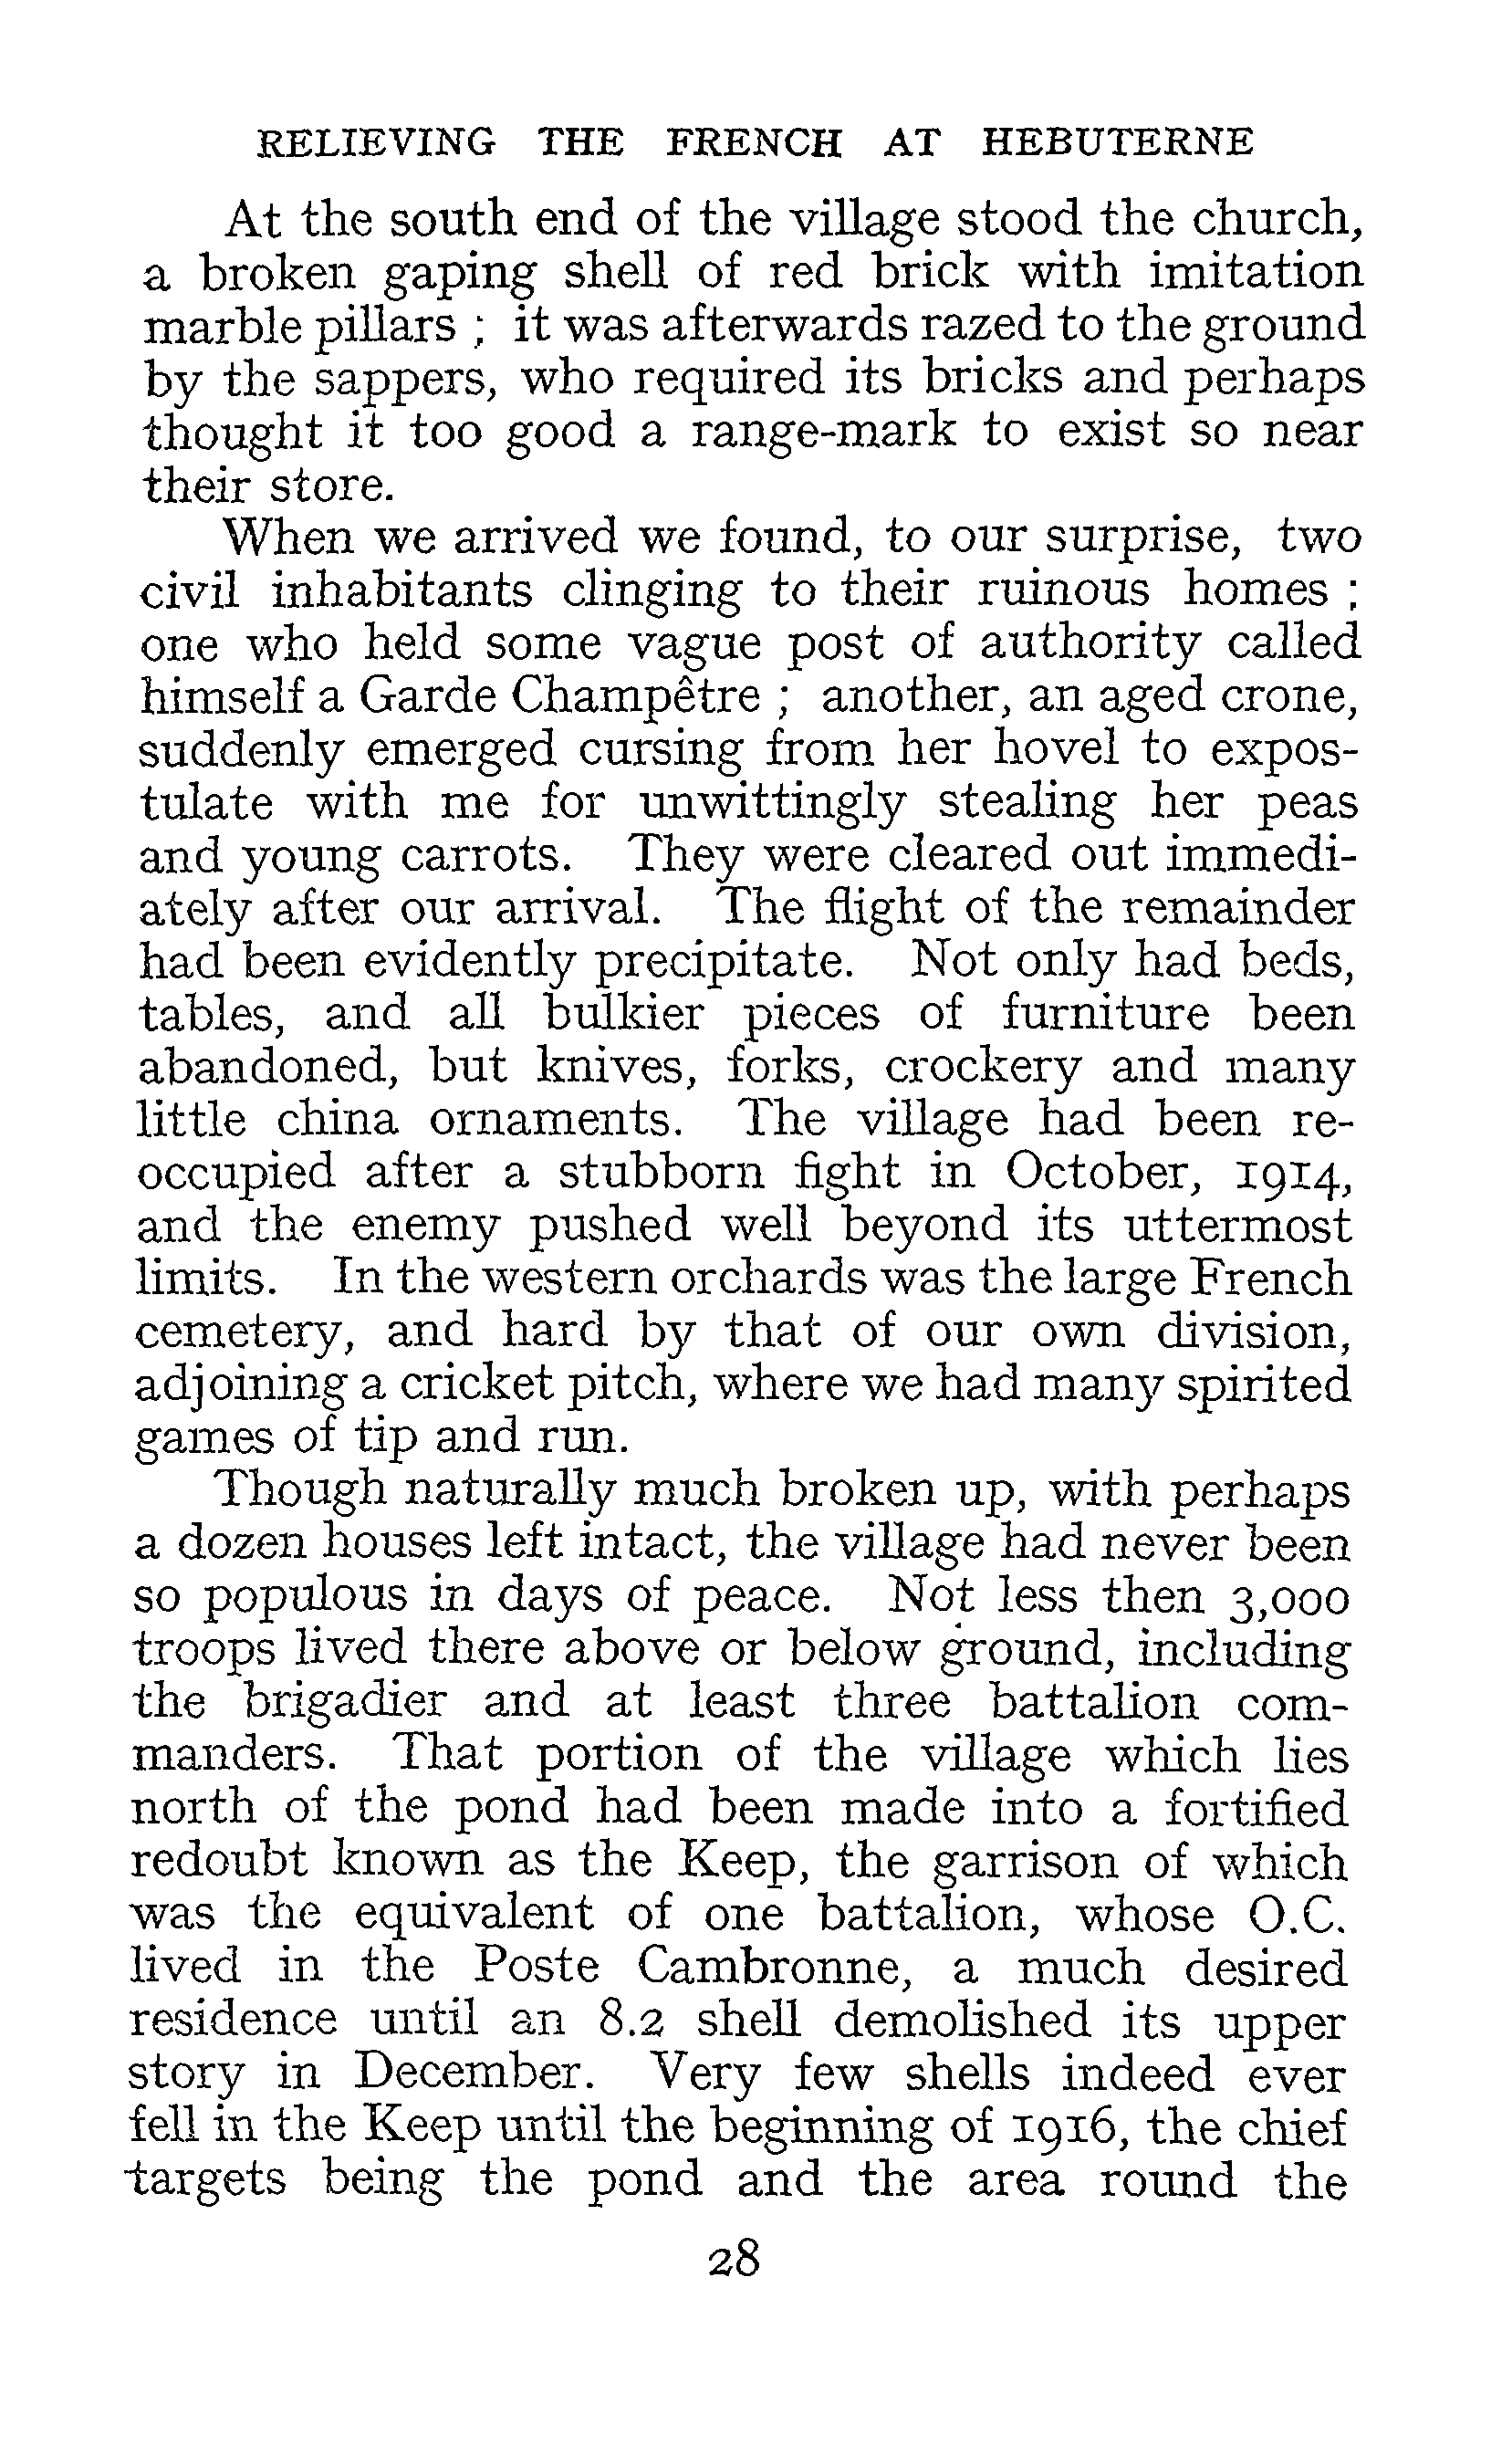 RELIEVING THE FRENCH AT HEBUTERNE
At the south end of the village stood the church,
a broken gaping shell of red brick with imitation
marble pillars ; it was afterwards razed to the ground
by the sappers, who required its bricks and perhaps
thought it too good a range-mark to exist so near
their store.
When we arrived we found, to our surprise, two
civil inhabitants clinging to their ruinous homes ;
one who held some vague post of authority called
himself a Garde Champêtre ; another, an aged crone,
suddenly emerged cursing from her hovel to expos-
tulate with me for unwittingly stealing her peas
and young carrots. They were cleared out immedi-
ately after our arrival. The flight of the remainder
had been evidently precipitate. Not only had beds,
tables, and all bulkier pieces of furniture been
abandoned, but knives, forks, crockery and many
little china ornaments. The village had been re-
occupied after a stubborn fight in October, 1914,
and the enemy pushed well beyond its uttermost
limits. In the western orchards was the large French
cemetery, and hard by that of our own division,
adjoining a cricket pitch, where we had many spirited
games of tip and run.
Though naturally much broken up, with perhaps
a dozen houses left intact, the village had never been
so populous in days of peace. Not less then 3,000
troops lived there above or below ground, including
the brigadier and at least three battalion com-
manders. That portion of the village which lies
north of the pond had been made into a fortified
redoubt known as the Keep, the garrison of which
was the equivalent of one battalion, whose O.C.
lived in the Poste Cambronne, a much desired
residence until an 8.2 shell demolished its upper
story in December. Very few shells indeed ever
fell in the Keep until the beginning of 1916, the chief
targets being the pond and the area round the
28